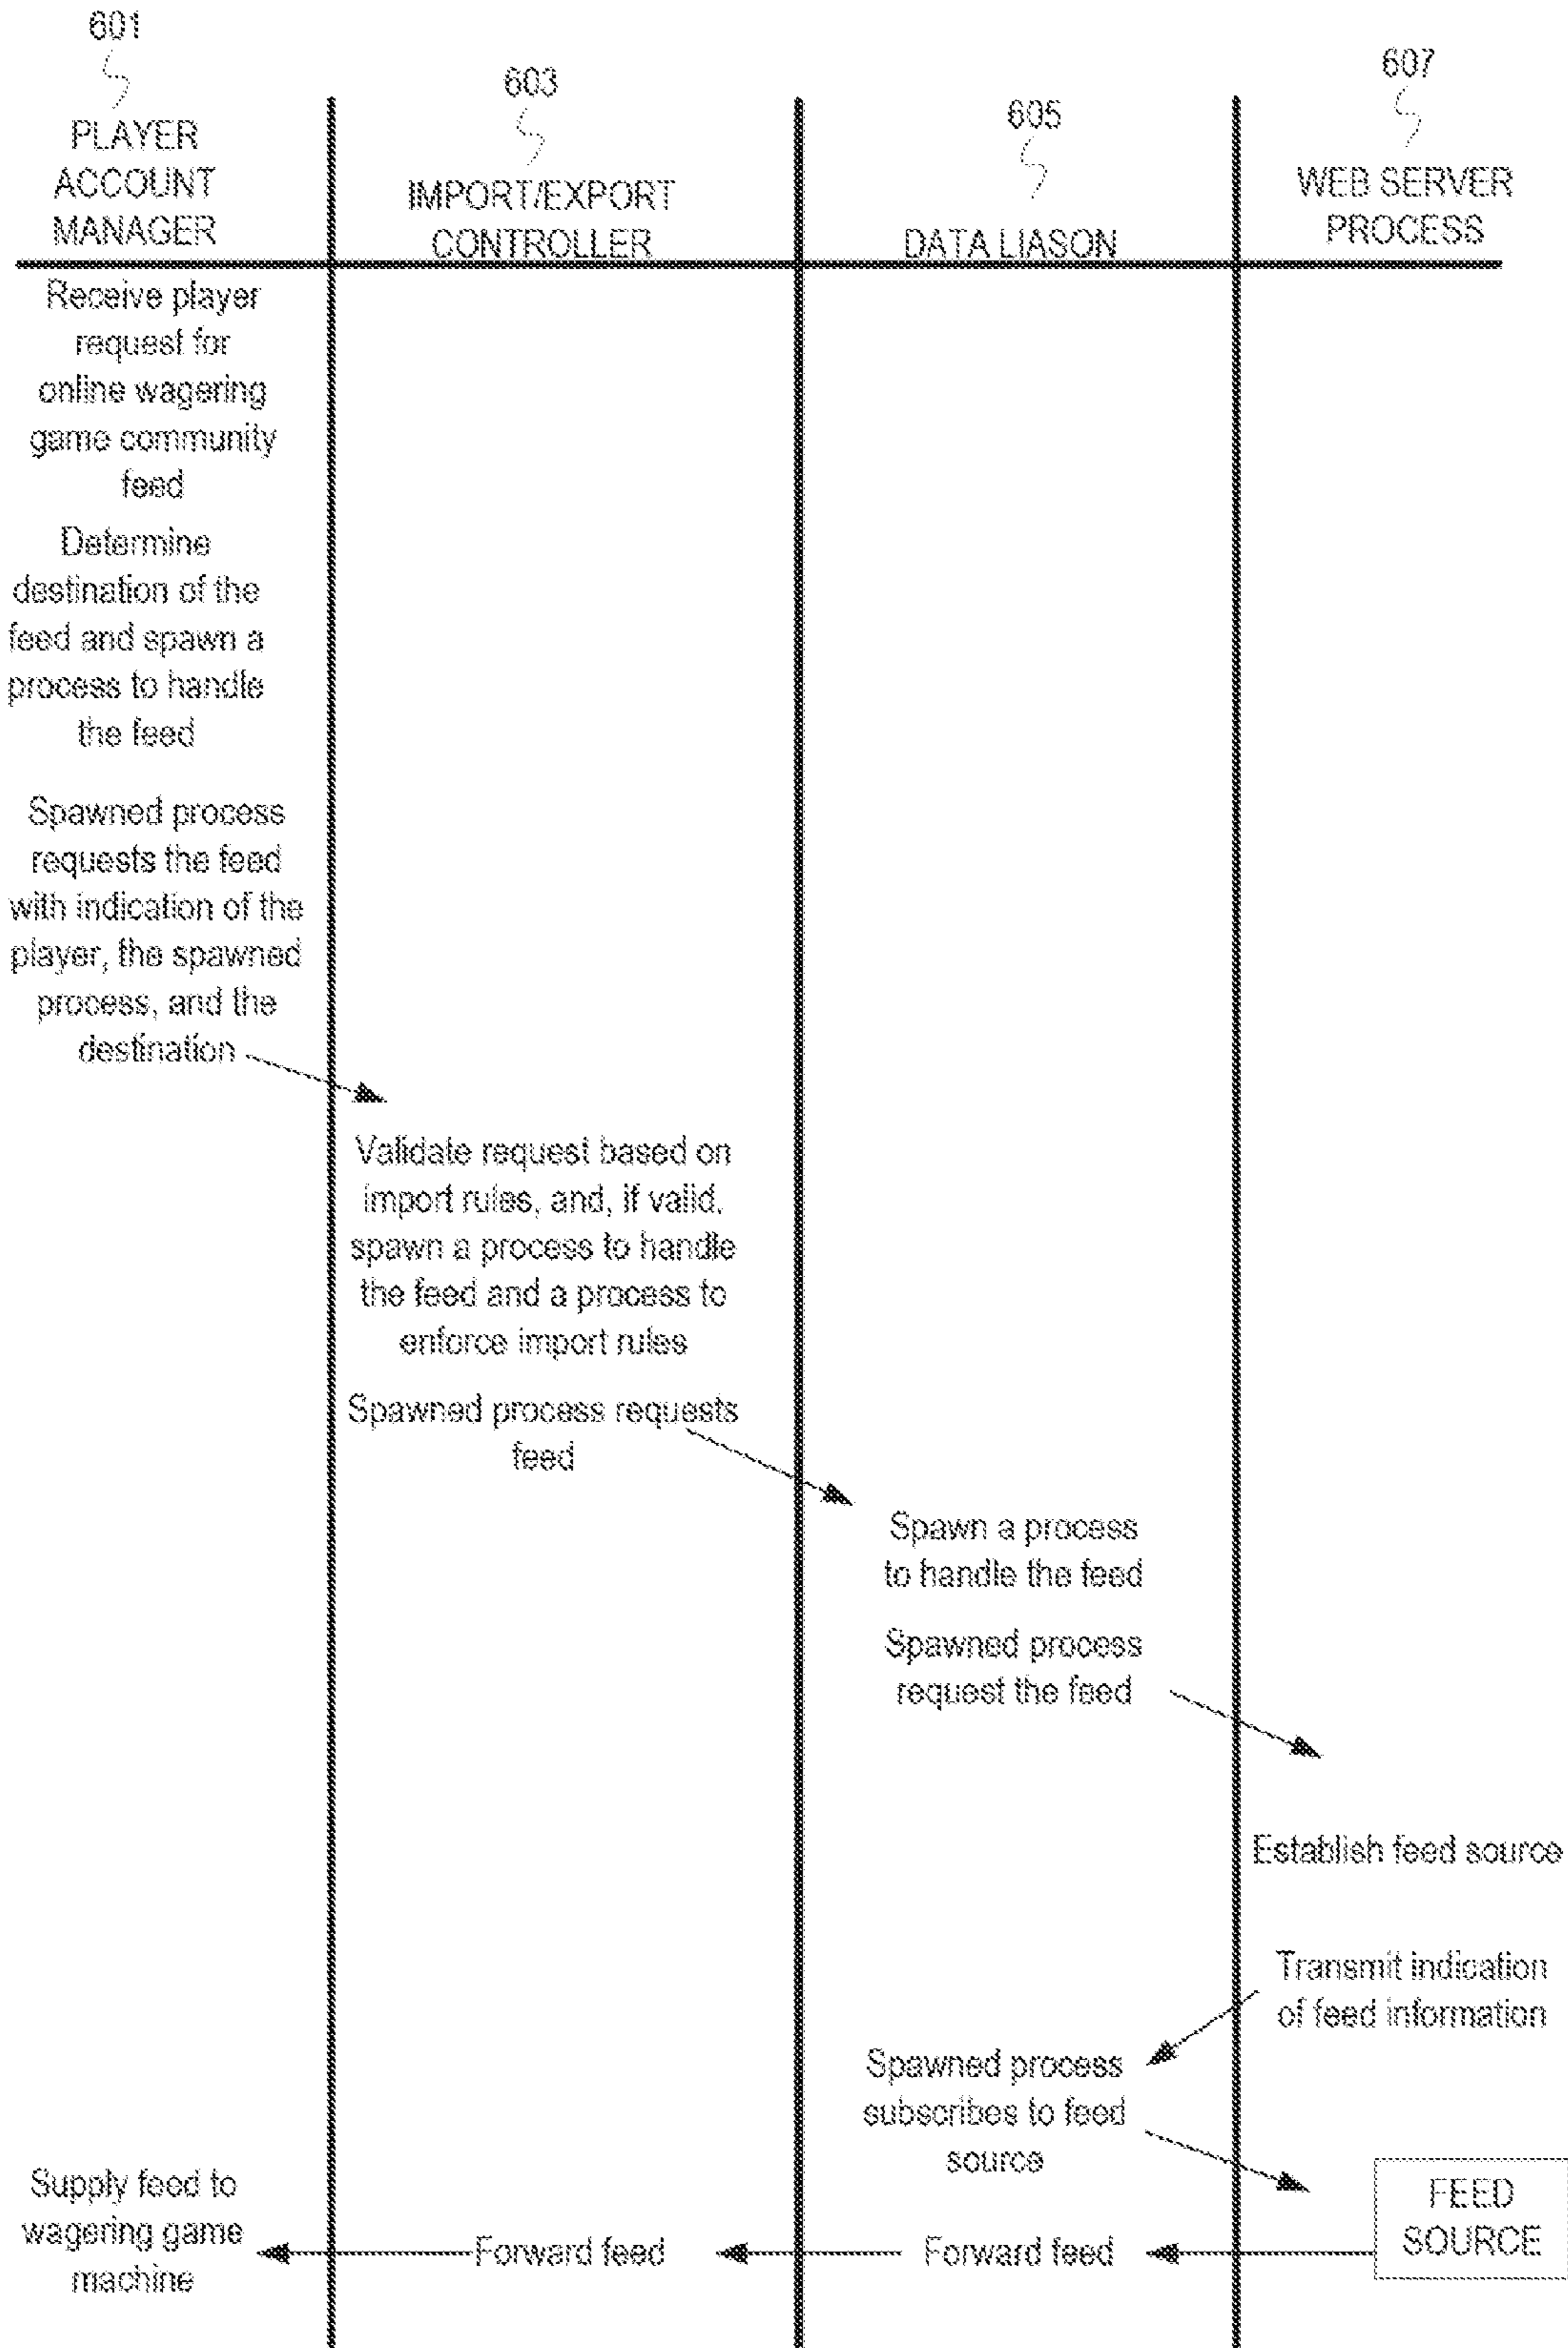 601
PLAYER
ACCOUNT
MANAGER
603
IMPORT/EXPORT
CONTROLLER
605
DATA LIASON
607
WEB SERVER
PROCESS
Receive player
request for
online wagering
game community
feed
Determine
destination of the
feed and spawn a
process to handle
the feed
Spawned process
requests the feed
with indication of the
player, the spawned
process, and the
destination
Validate request based on
import rules, and, if valid,
spawn a process to handle
the feed and a process to
enforce import rules
Spawned process requests
feed
Spawn a process
to handle the feed
Spawned process
request the feed
Establish feed source
Transmit indication
of feed information
Spawned process
subscribes to feed
source
FEED
SOURCE
Forward feed
Forward feed
Supply feed to
wagering game
machine